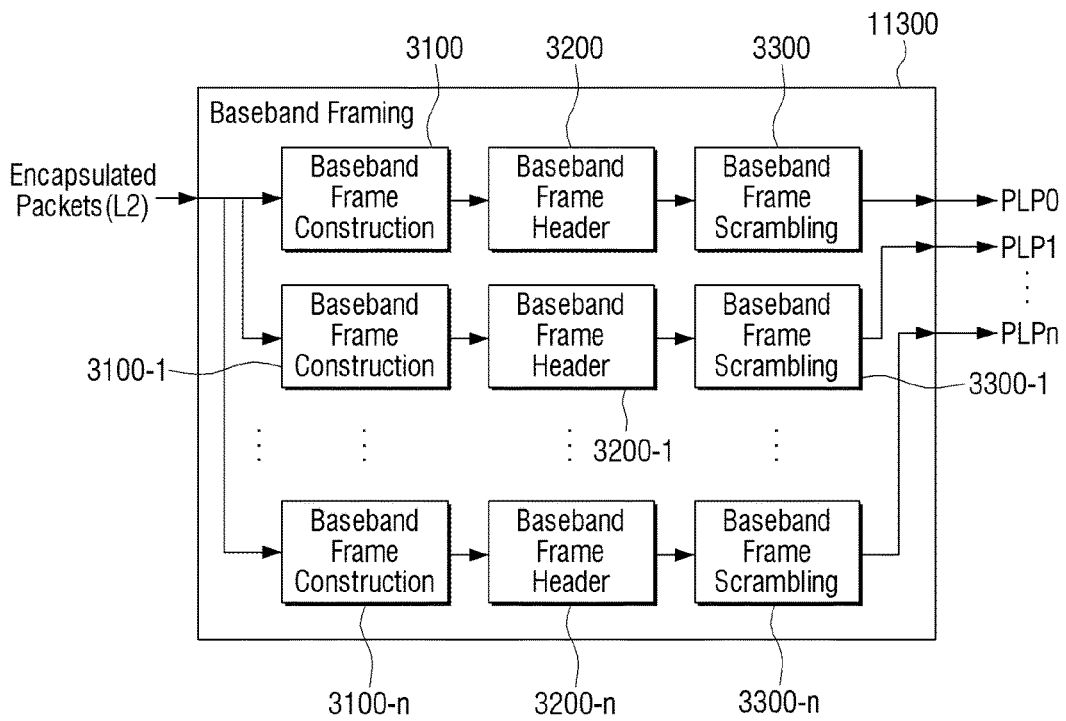 11300
3100
3200
3300
Baseband Framing
Encapsulated
Packets(L2)
Baseband
Frame
Construction
Baseband
Frame
Header
Baseband
Frame
Scrambling
PLP0
PLP1
PLPn
Baseband
Frame
Construction
Baseband
Frame
Header
Baseband
Frame
Scrambling
3100-1
3200-1
3300-1
Baseband
Frame
Construction
Baseband
Frame
Header
Baseband
Frame
Scrambling
3100-n
3200-n
3300-n